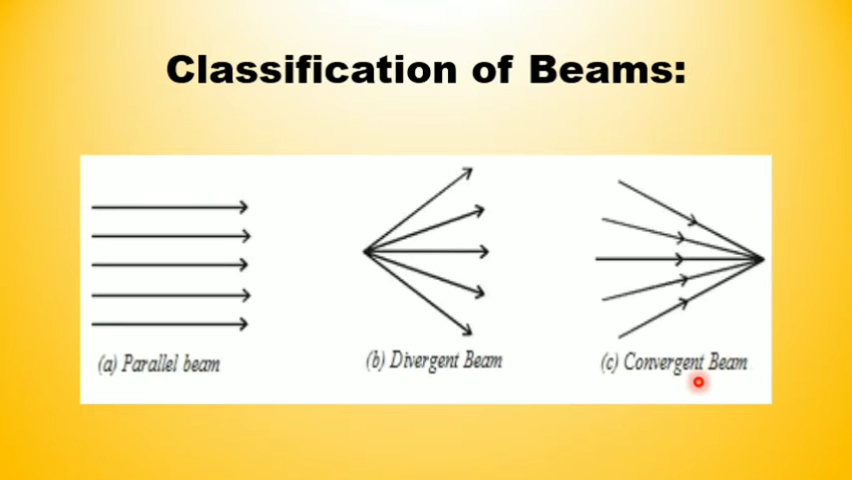 Classification of Beams:
(a) Parallel beam
(b) Divergent Beam
(c) Convergent Beam